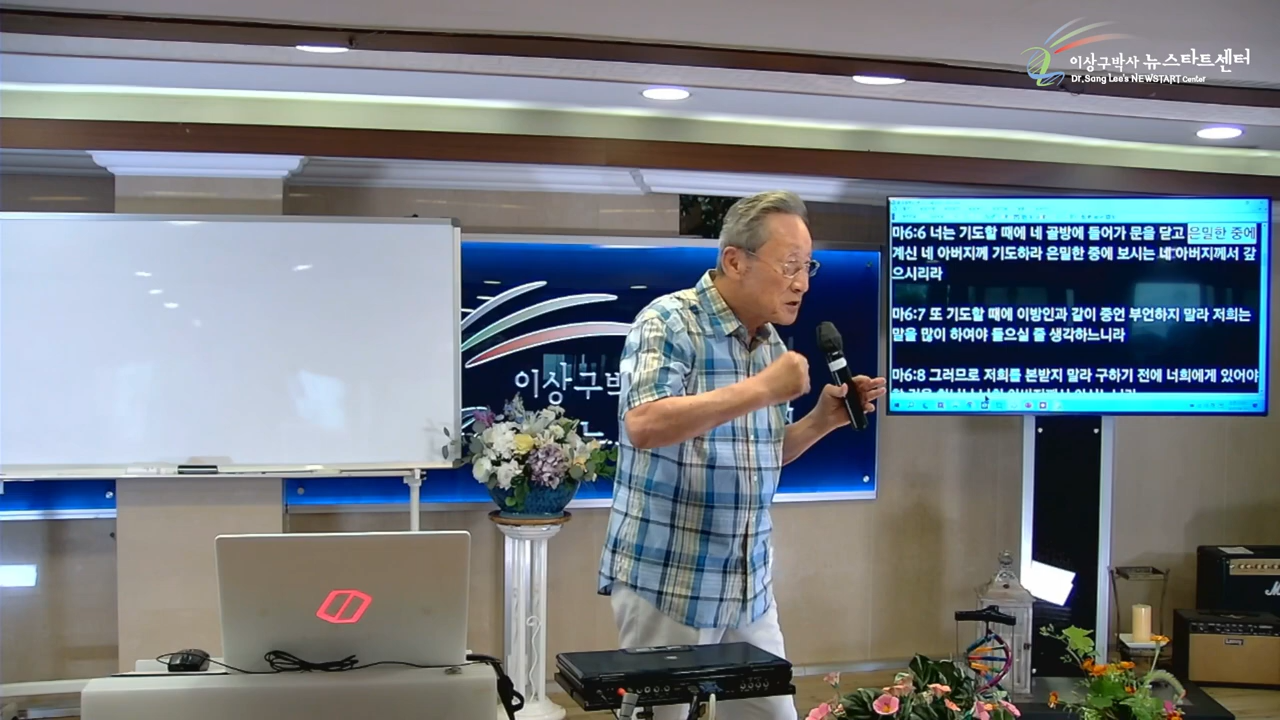 이상구박사 뉴스타트센터
Dr. Sang Lee's NEWSTART Center
마6:6 너는 기도할 때에 네 골방에 들어가 문을 닫고 은밀한 중에
계신 네 아버지께 기도하라 은밀한 중에 보시는 네 아버지께서 갚
으시리라
마6:7 또 기도할 때에 이방인과 같이 중언 부언하지 말라 저희는
말을 많이 하여야 들으실 줄 생각하느니라
마6:8 그러므로 저희를 본받지 말라 구하기 전에 너희에게 있어야
이상구박